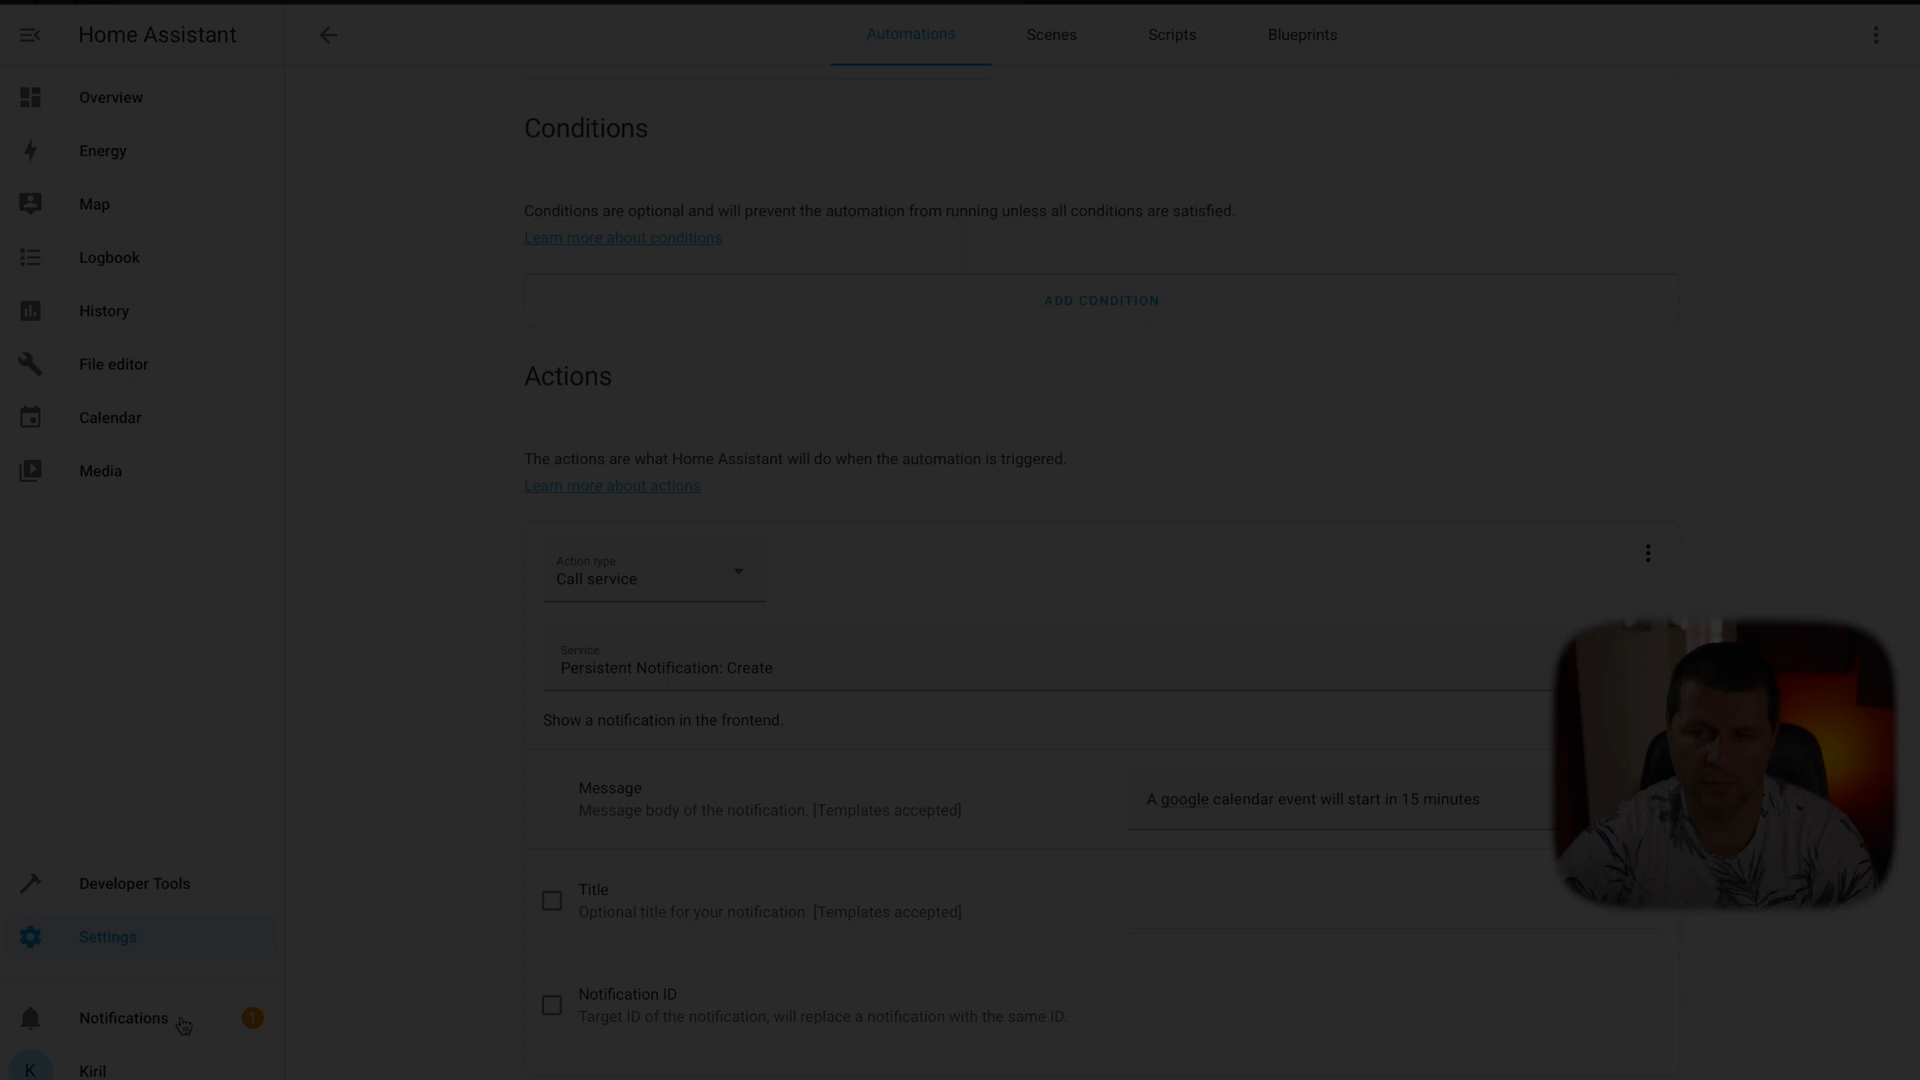 Home Assistant
Automations
Scenes
Scripts
Blueprints
Overview
Energy
Map
Logbook
History
File editor
Calendar
Media
Developer Tools
Settings
Notifications
1
K
Kiril
Conditions
Conditions are optional and will prevent the automation from running unless all conditions are satisfied.
Learn more about conditions
ADD CONDITION
Actions
The actions are what Home Assistant will do when the automation is triggered.
Learn more about actions
Action type
Call service
Service
Persistent Notification: Create
Show a notification in the frontend.
Message
Message body of the notification. [Templates accepted]
A google calendar event will start in 15 minutes
Title
Optional title for your notification. [Templates accepted]
Notification ID
Target ID of the notification, will replace a notification with the same ID.